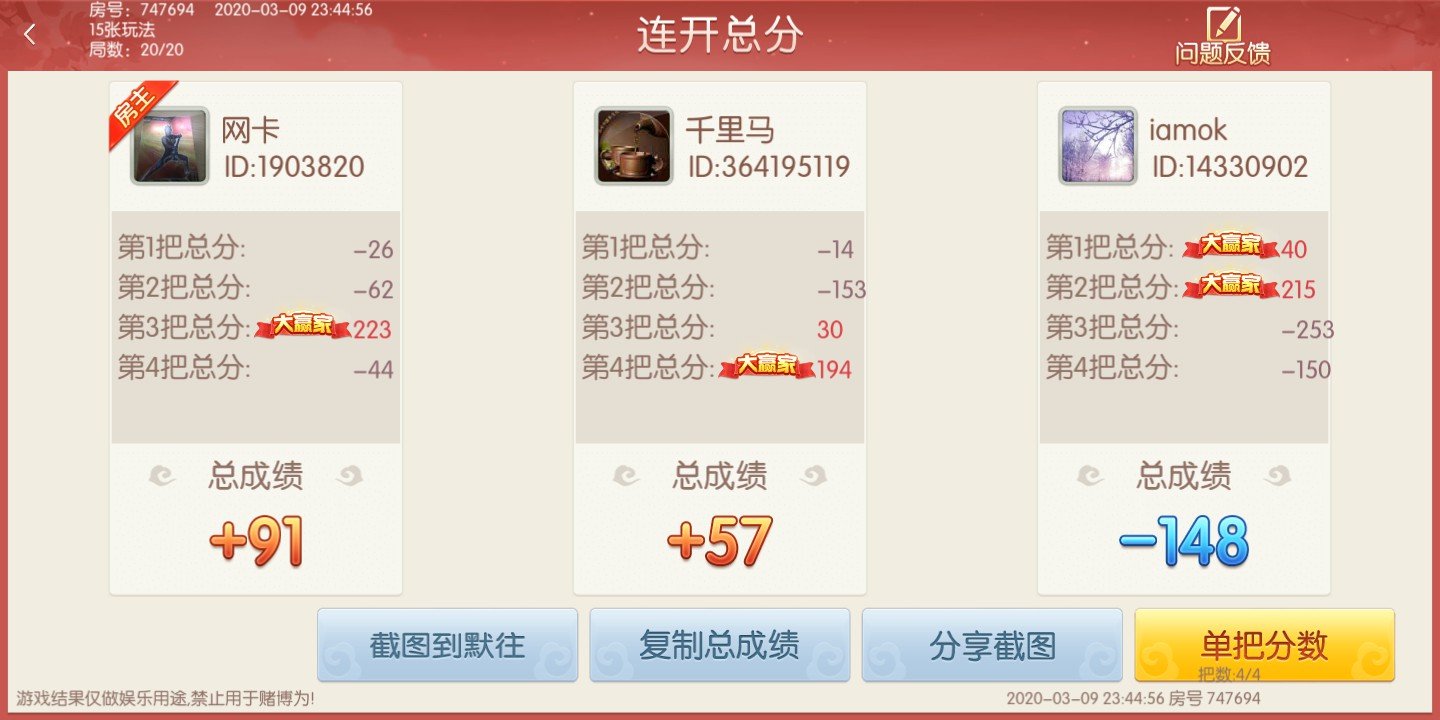 房号：747694 2020-03-09 23:44:56
15张玩法
局数：20/20
连开总分
问题反馈
房主
网卡
ID:1903820
第1把总分: -26
第2把总分: -62
第3把总分: 大赢家 223
第4把总分: -44
总成绩
+91
千里马
ID:364195119
第1把总分: -14
第2把总分: -153
第3把总分: 30
第4把总分: 大赢家 194
总成绩
+57
iamok
ID:14330902
第1把总分: 大赢家 40
第2把总分: 大赢家 215
第3把总分: -253
第4把总分: -150
总成绩
-148
截图到默往
复制总成绩
分享截图
单把分数
把数:4/4
游戏结果仅做娱乐用途,禁止用于赌博为!
2020-03-09 23:44:56 房号 747694